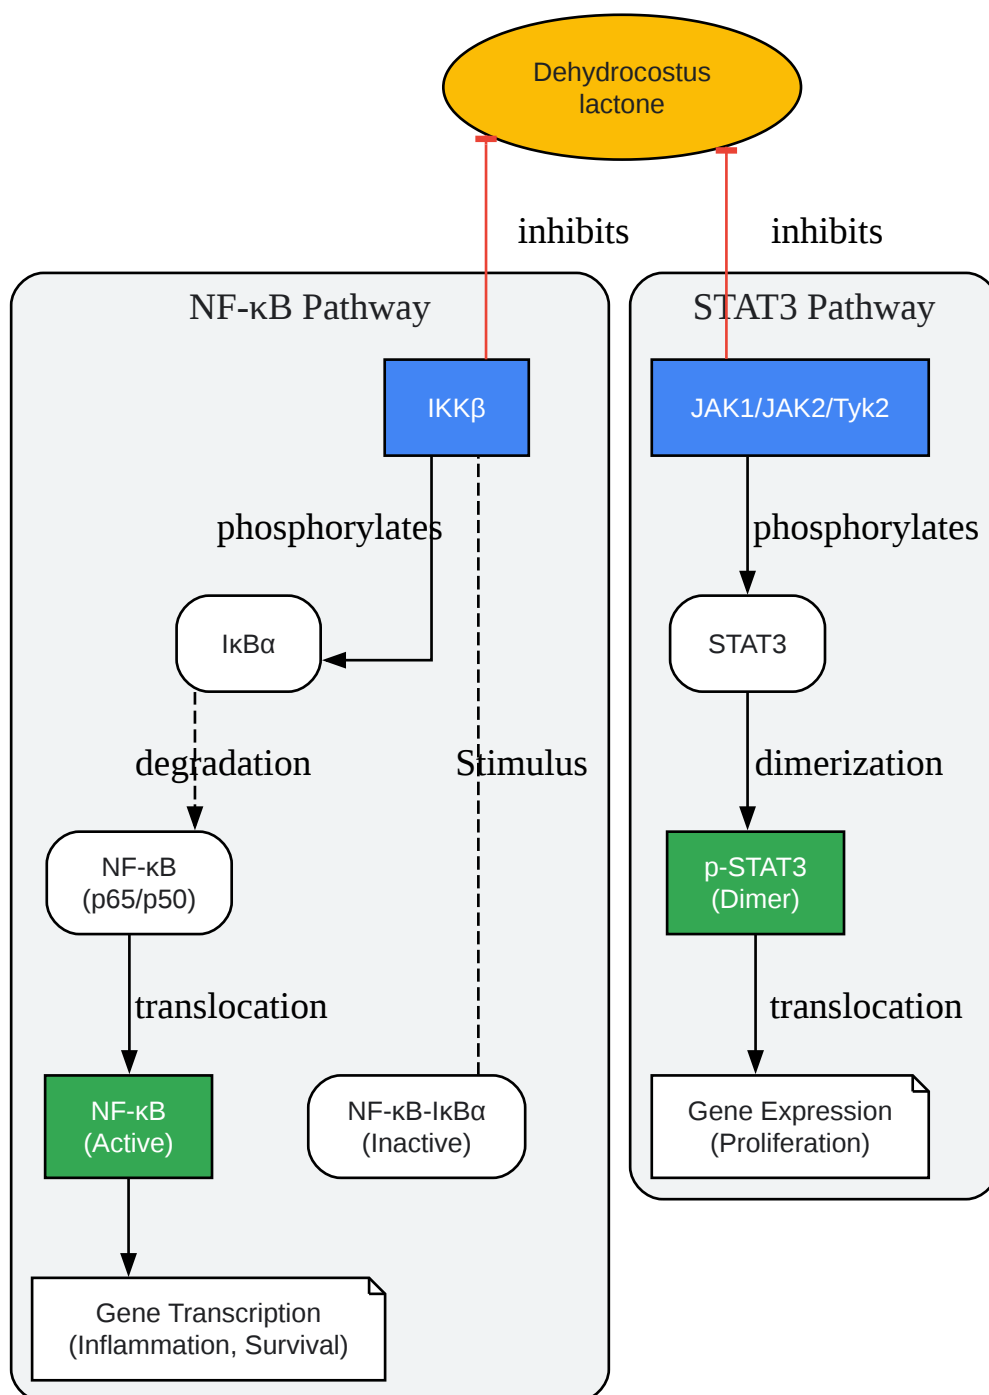 Dehydrocostus
lactone
inhibits
inhibits
NF-κB Pathway
STAT3 Pathway
IKKβ
JAK1/JAK2/Tyk2
phosphorylates
phosphorylates
IκBα
STAT3
degradation
Stimulus
dimerization
NF-κB
(p65/p50)
p-STAT3
(Dimer)
translocation
translocation
NF-κB
(Active)
NF-κB-IκBα
(Inactive)
Gene Expression
(Proliferation)
Gene Transcription
(Inflammation, Survival)